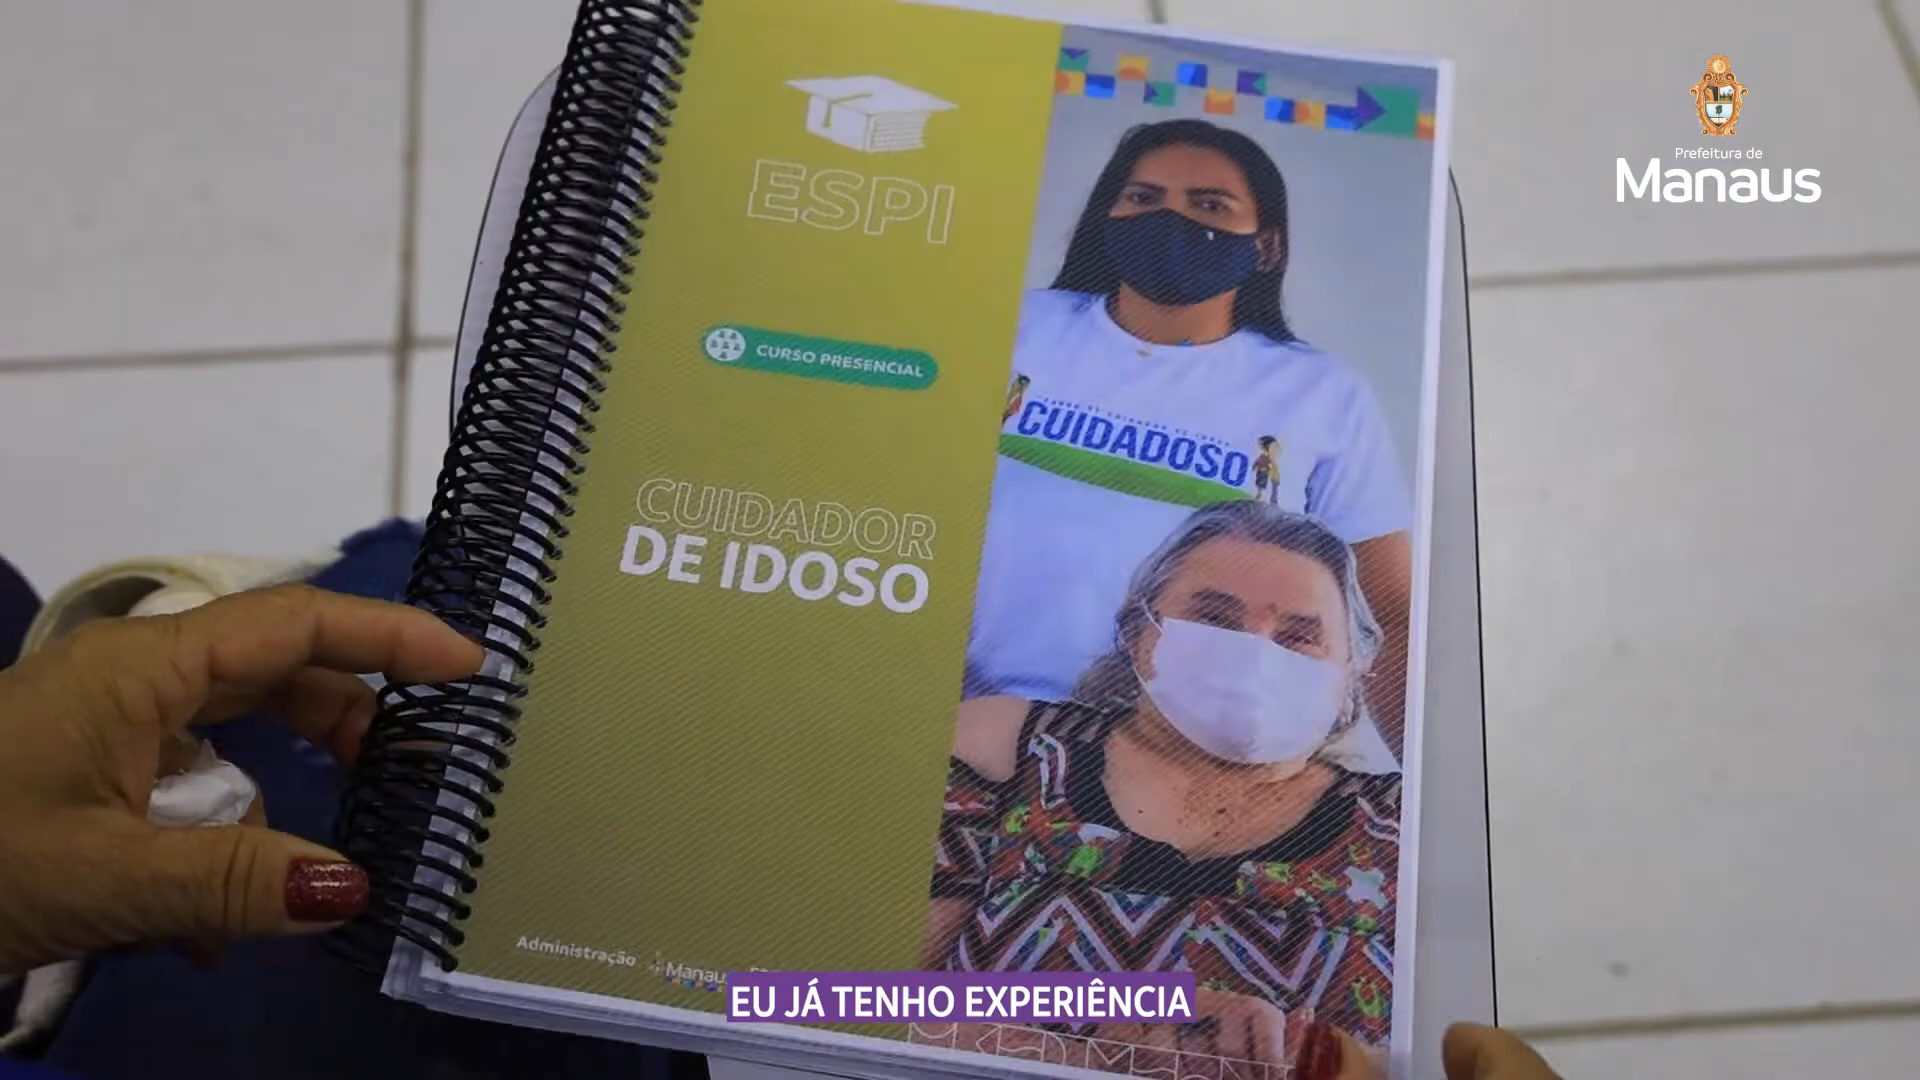 Prefeitura de
Manaus
ESPI
CURSO PRESENCIAL
CUIDADOSO
CUIDADOR
DE IDOSO
Administração
Manaus
EU JÁ TENHO EXPERIÊNCIA